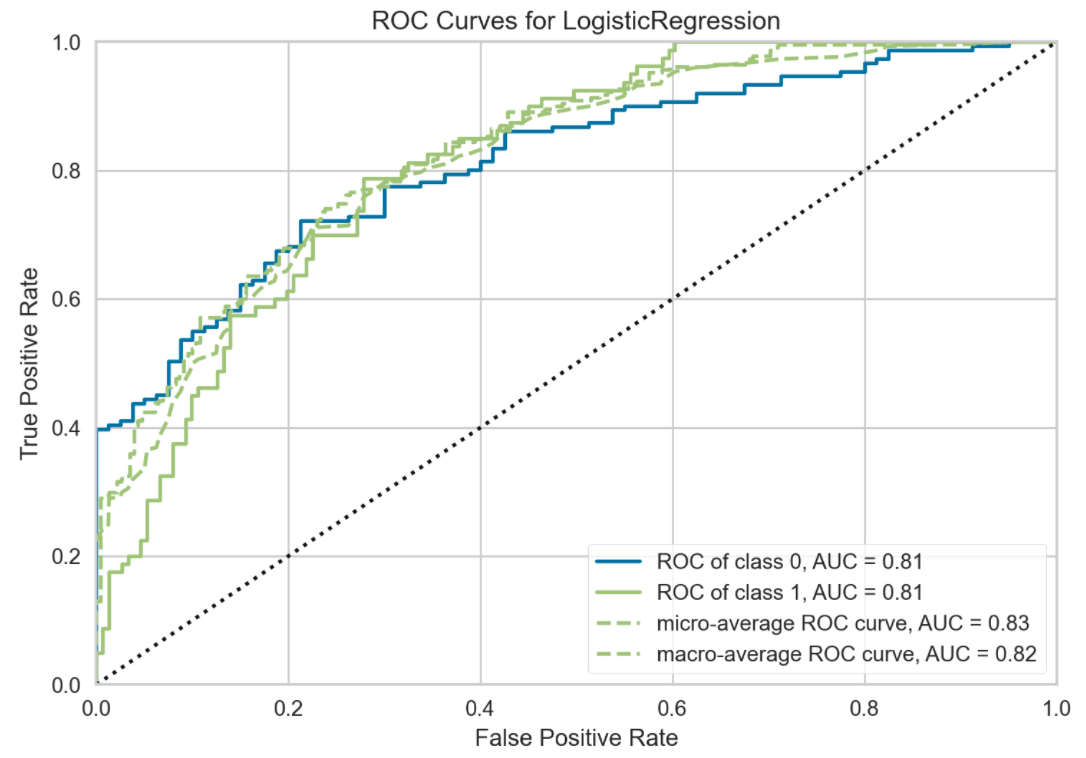 ROC Curves for LogisticRegression
1.0
0.8
0.6
0.4
0.2
0.0
True Positive Rate
ROC of class 0, AUC = 0.81
ROC of class 1, AUC = 0.81
micro-average ROC curve, AUC = 0.83
macro-average ROC curve, AUC = 0.82
0.0 0.2 0.4 0.6 0.8 1.0
False Positive Rate